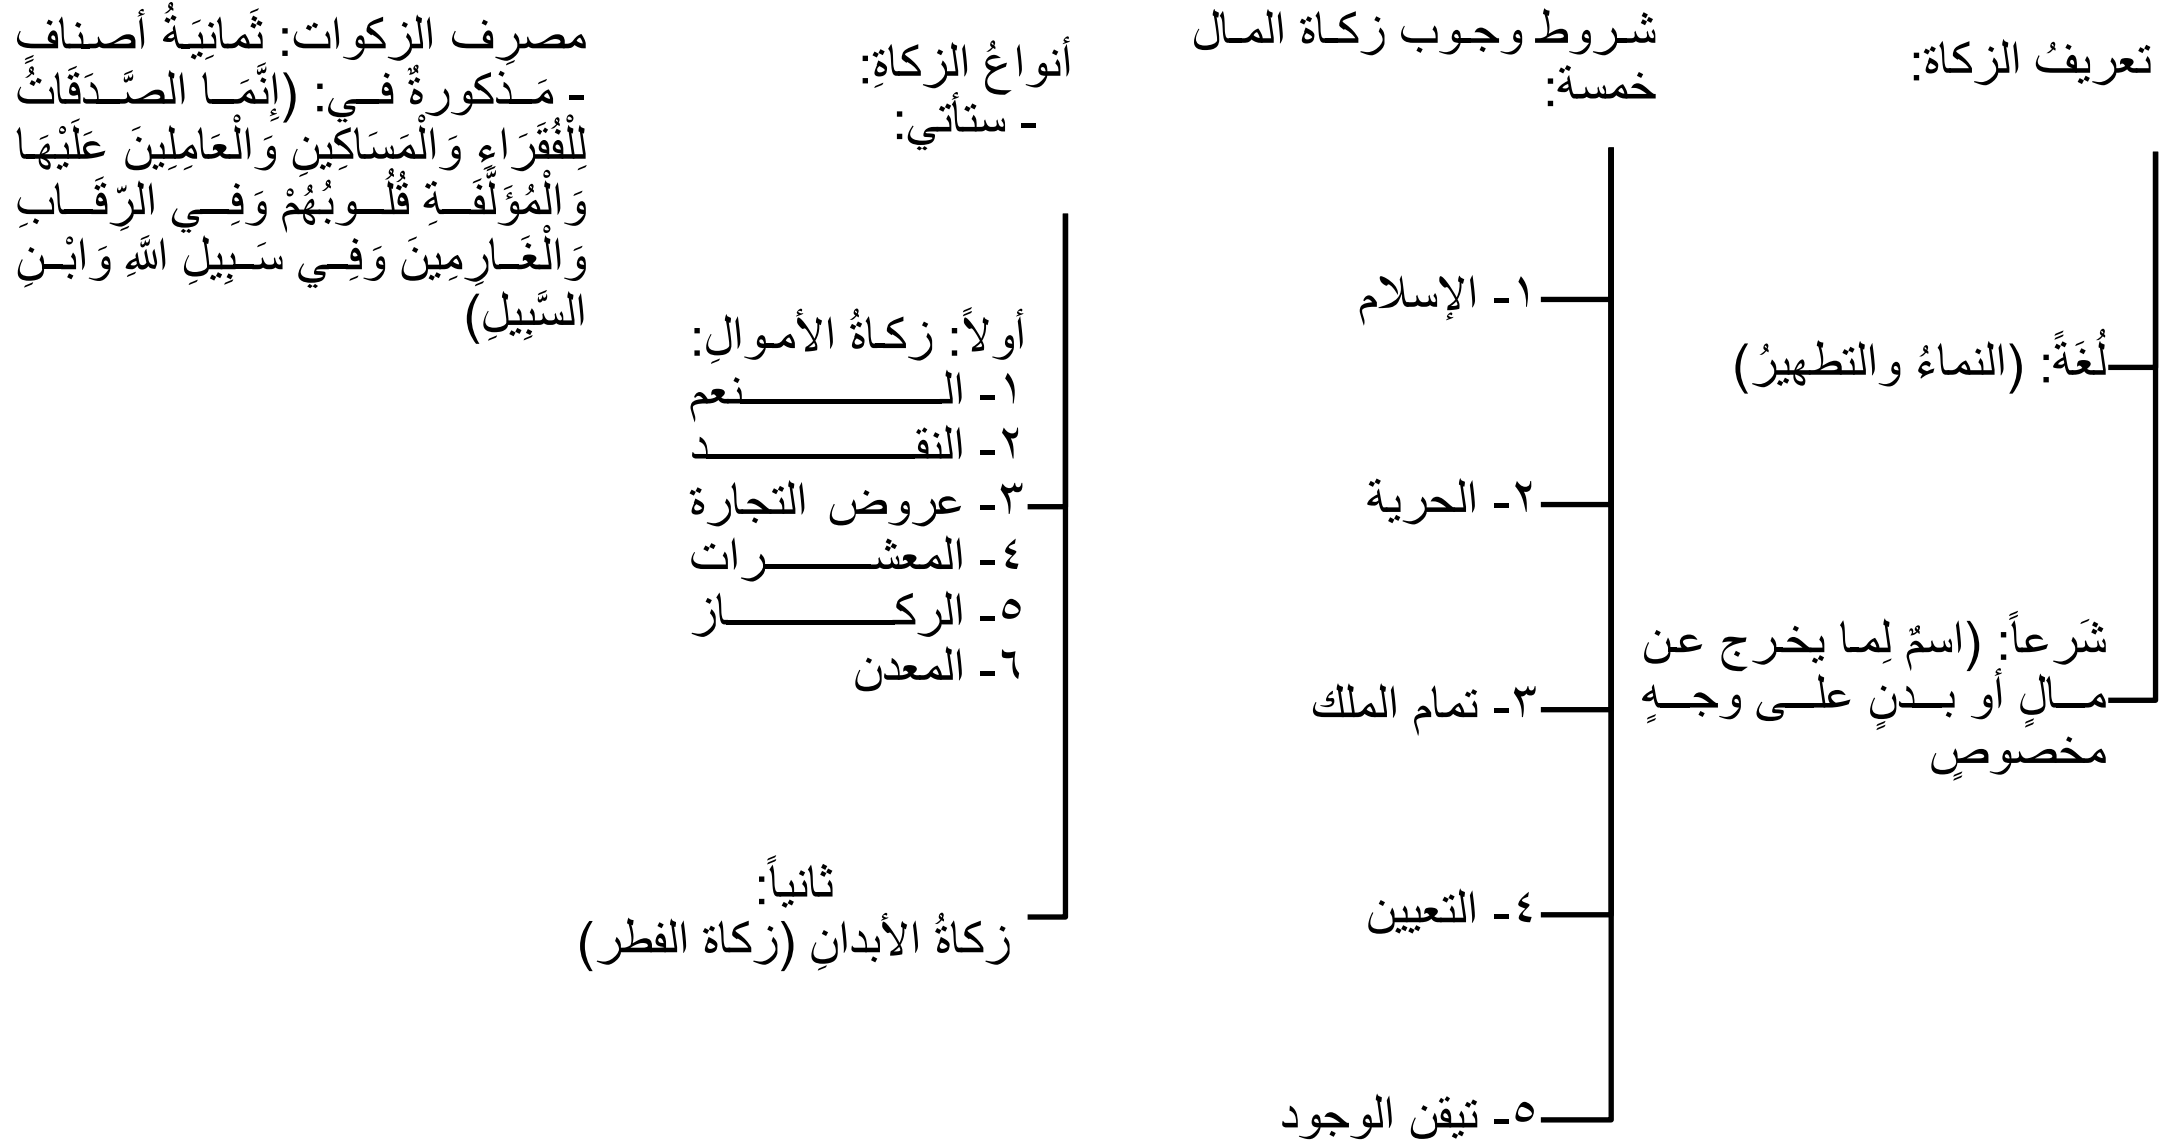 تعريفُ الزكاة:
لُغَةً: (النماءُ والتطهيرُ)
شَرعاً: (اسمٌ لِما يخرج عن
مـالٍ أو بـدنٍ علـى وجـهٍ
مخصوصٍ
شروط وجوب زكاة المال
خمسة:
١- الإسلام
٢- الحرية
٣- تمام الملك
٤- التعيين
٥- تيقن الوجود
أنواعُ الزكاةِ:
- ستأتي:
أولاً: زكاةُ الأموالِ:
١- النعم
٢- النقد
٣- عروض التجارة
٤- المعشرات
٥- الركاز
٦- المعدن
ثانياً:
زكاةُ الأبدانِ (زكاة الفطر)
مصرِف الزكوات: ثَمانِيَةُ أصنافٍ
- مَذكورةٌ في: (إِنَّمَا الصَّدَقَاتُ
لِلْفُقَرَاءِ وَالْمَسَاكِينِ وَالْعَامِلِينَ عَلَيْهَا
وَالْمُؤَلَّفَةِ قُلُوبُهُمْ وَفِي الرِّقَابِ
وَالْغَارِمِينَ وَفِي سَبِيلِ اللَّهِ وَابْنِ
السَّبِيلِ)